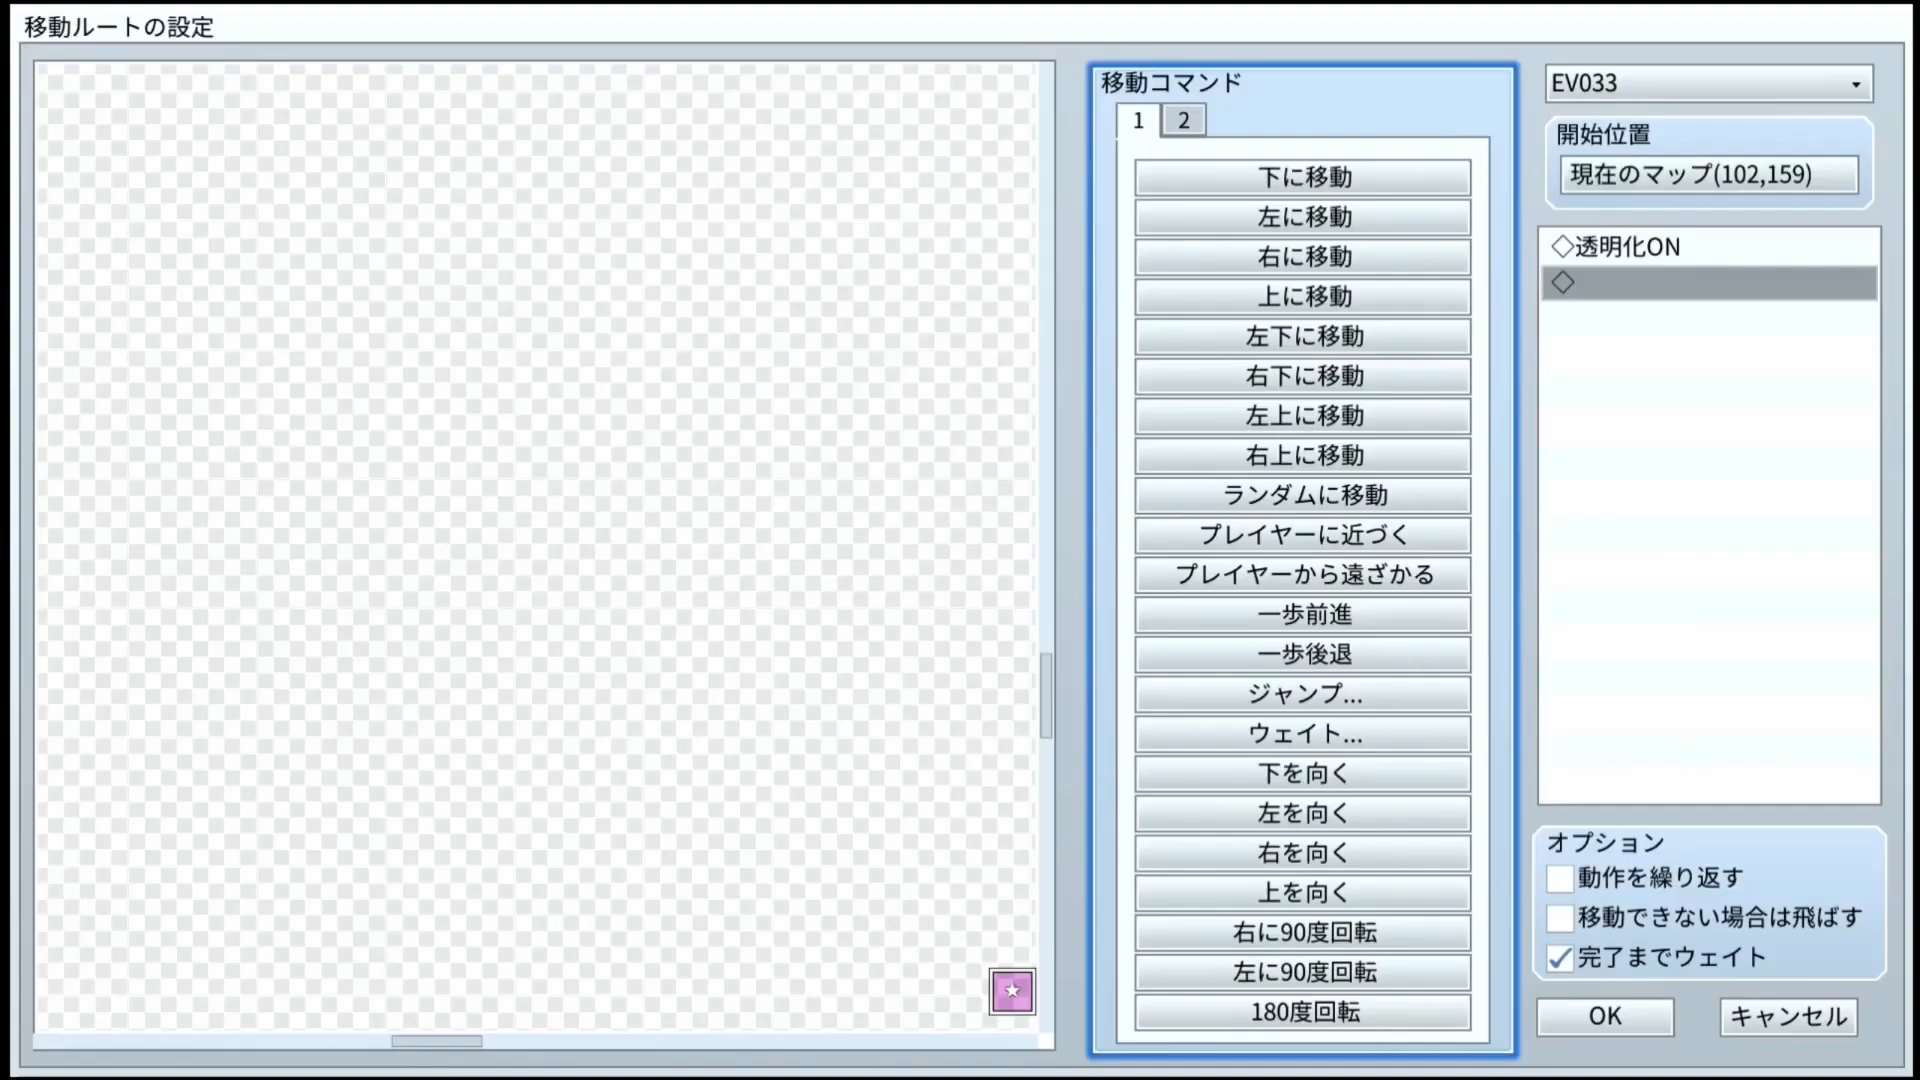 移動ルートの設定
移動コマンド
1
2
下に移動
左に移動
右に移動
上に移動
左下に移動
右下に移動
左上に移動
右上に移動
ランダムに移動
プレイヤーに近づく
プレイヤーから遠ざかる
一歩前進
一歩後退
ジャンプ...
ウェイト...
下を向く
左を向く
右を向く
上を向く
右に90度回転
左に90度回転
180度回転
EV033
開始位置
現在のマップ(102,159)
◇透明化ON
◇
オプション
動作を繰り返す
移動できない場合は飛ばす
完了までウェイト
OK
キャンセル